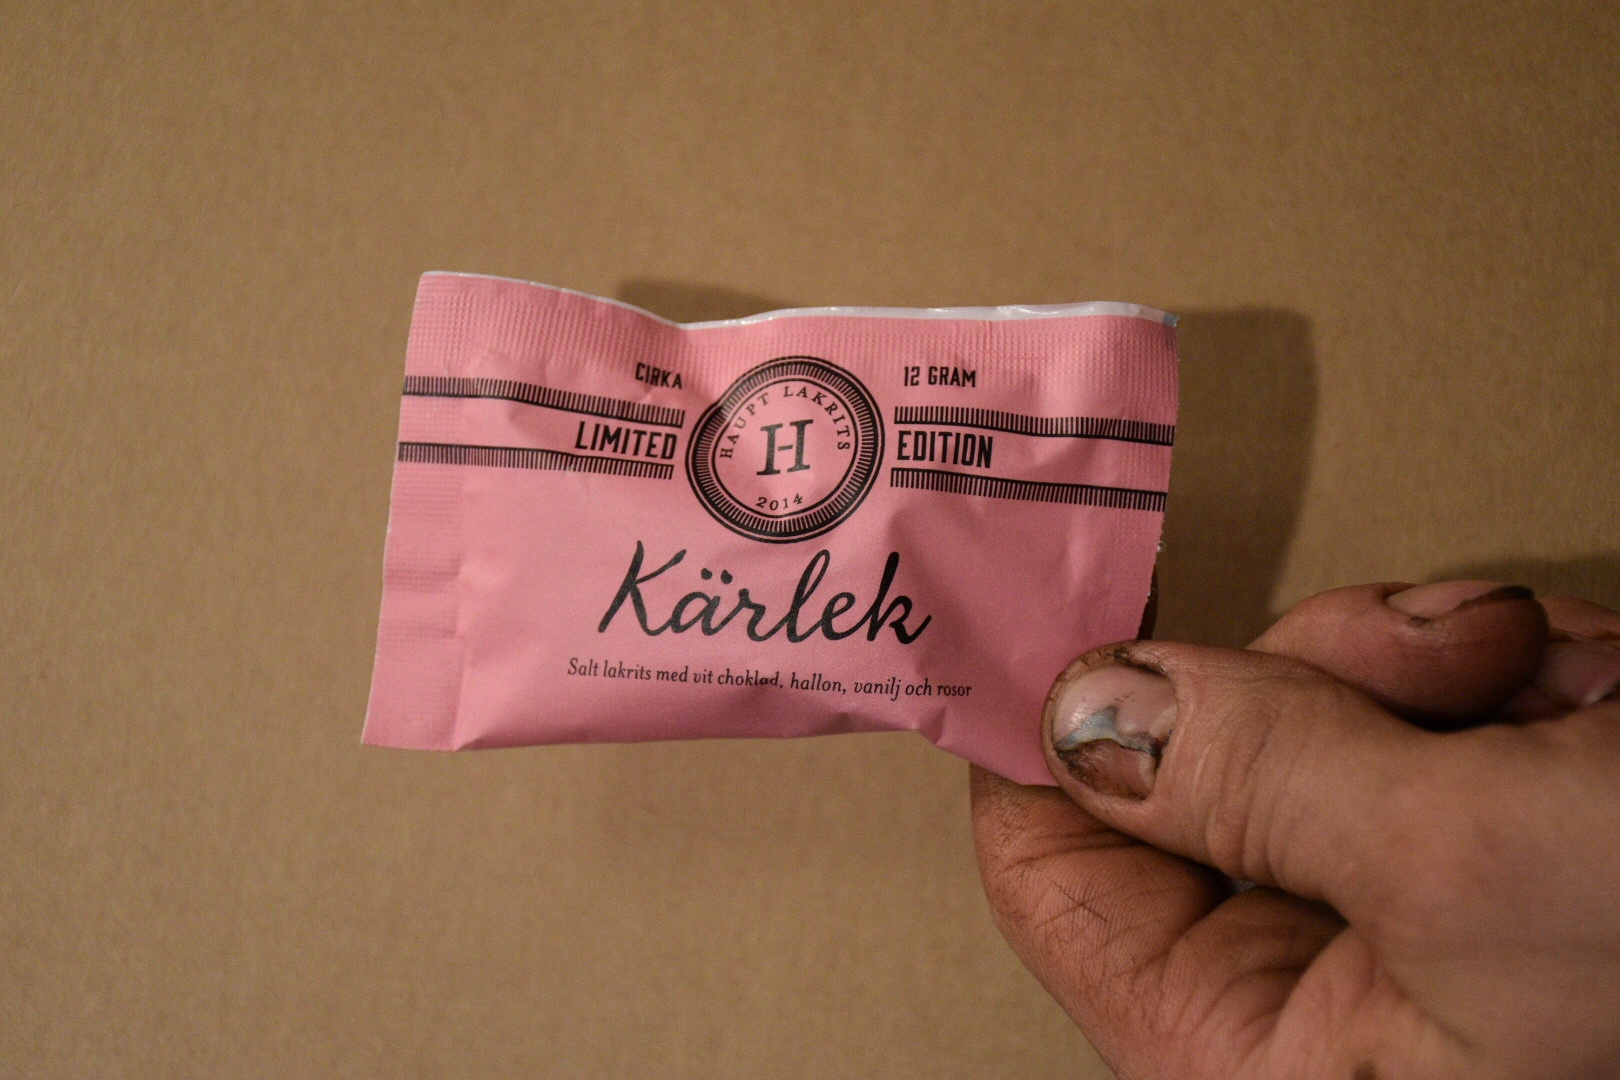 CIRKA 12 GRAM
LIMITED EDITION
HAUPT LAKRITS
H
2014
Kärlek
Salt lakrits med vit choklad, hallon, vanilj och rosor